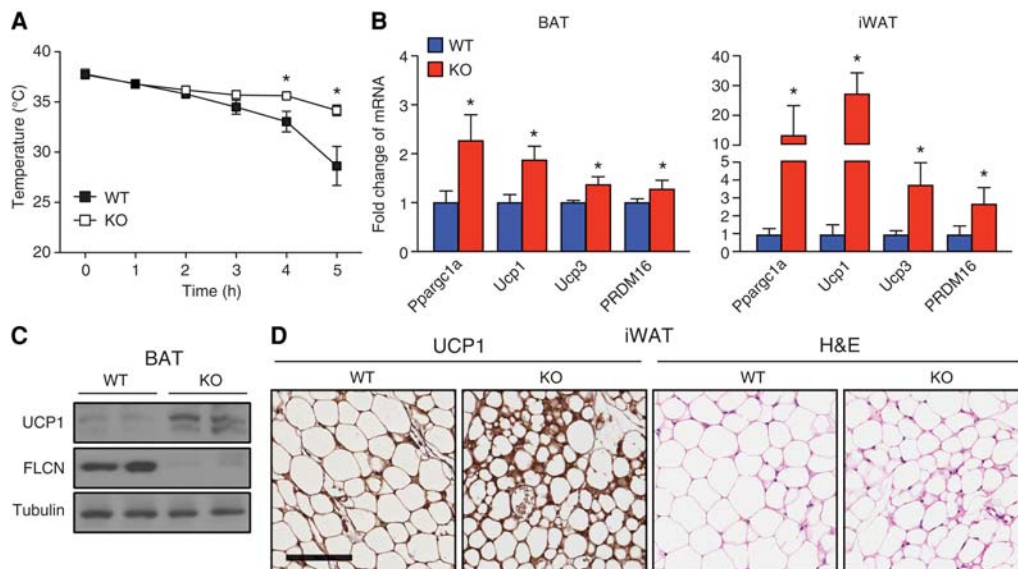 A
40
35
30
25
20
Temperature (°C)
WT
KO
*
*
0 1 2 3 4 5
Time (h)
B
BAT
WT
KO
4
3
2
1
0
Fold change of mRNA
* * * *
Ppargc1a Ucp1 Ucp3 PRDM16
iWAT
40
30
20
10
5
4
3
2
1
0
* * * *
Ppargc1a Ucp1 Ucp3 PRDM16
C
BAT
WT KO
UCP1
FLCN
Tubulin
D
iWAT
UCP1 H&E
WT KO WT KO